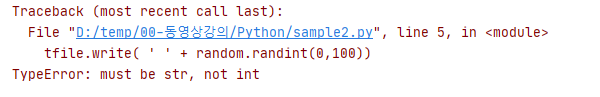 Traceback (most recent call last):
  File "D:/temp/00-동영상강의/Python/sample2.py", line 5, in <module>
    tfile.write( ' ' + random.randint(0,100))
TypeError: must be str, not int